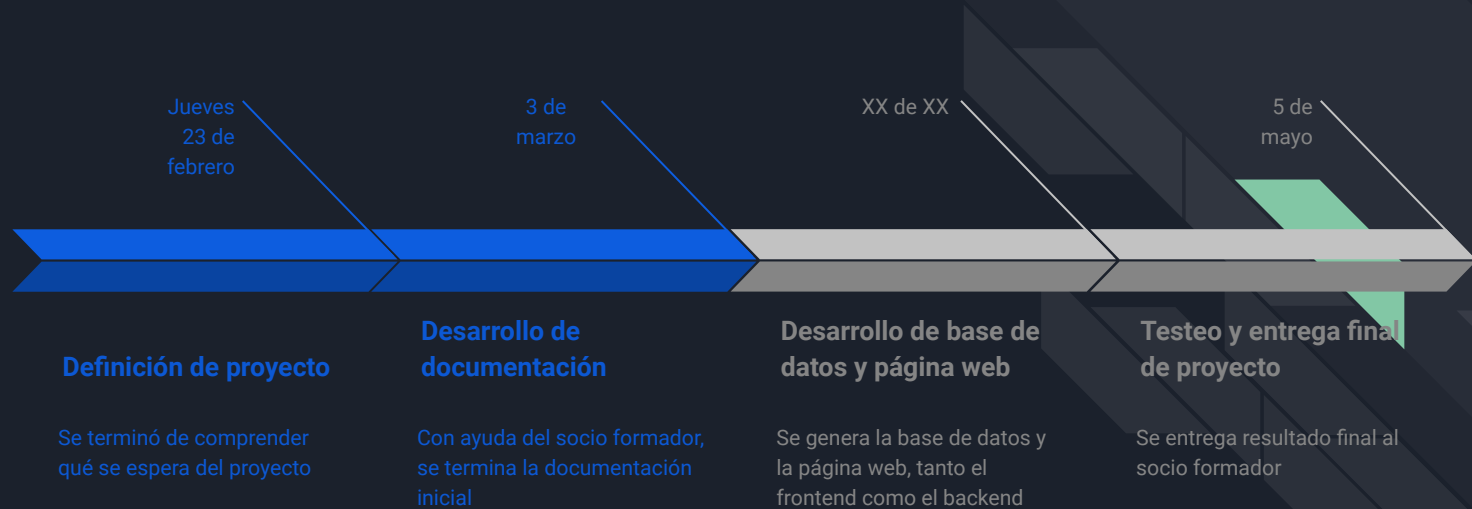 Jueves
23 de
febrero
3 de
marzo
XX de XX
5 de
mayo
Definición de proyecto
Desarrollo de
documentación
Desarrollo de base de
datos y página web
Testeo y entrega final
de proyecto
Se terminó de comprender
qué se espera del proyecto
Con ayuda del socio formador,
se termina la documentación
inicial
Se genera la base de datos y
la página web, tanto el
frontend como el backend
Se entrega resultado final al
socio formador